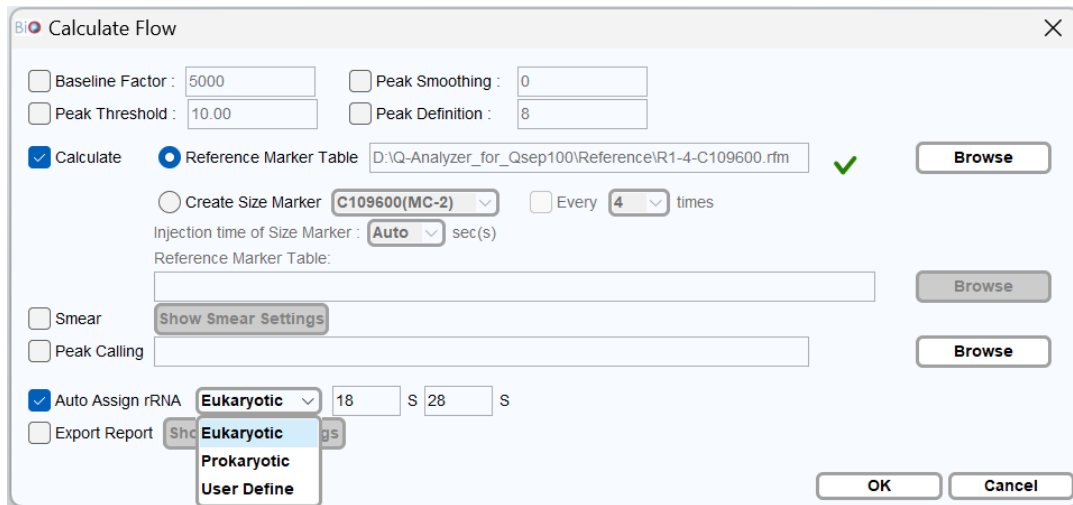 BiO Calculate Flow
Baseline Factor : 5000 Peak Smoothing : 0
Peak Threshold : 10.00 Peak Definition : 8
Calculate Reference Marker Table D:\Q-Analyzer_for_Qsep100\Reference\R1-4-C109600.rfm Browse
Create Size Marker C109600(MC-2) Every 4 times
Injection time of Size Marker : Auto sec(s)
Reference Marker Table:
Browse
Smear Show Smear Settings
Peak Calling Browse
Auto Assign rRNA Eukaryotic 18 S 28 S
Export Report Sho gs
Eukaryotic
Prokaryotic
User Define
OK Cancel